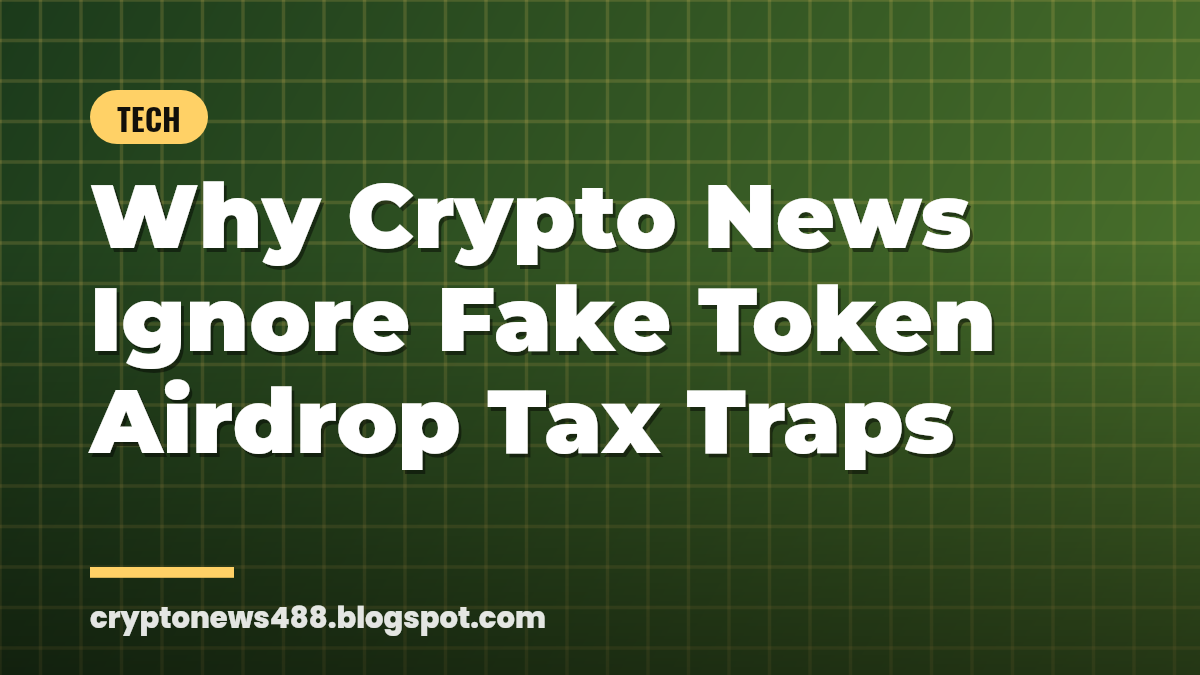 TECH
Why Crypto News
Ignore Fake Token
Airdrop Tax Traps
cryptonews488.blogspot.com